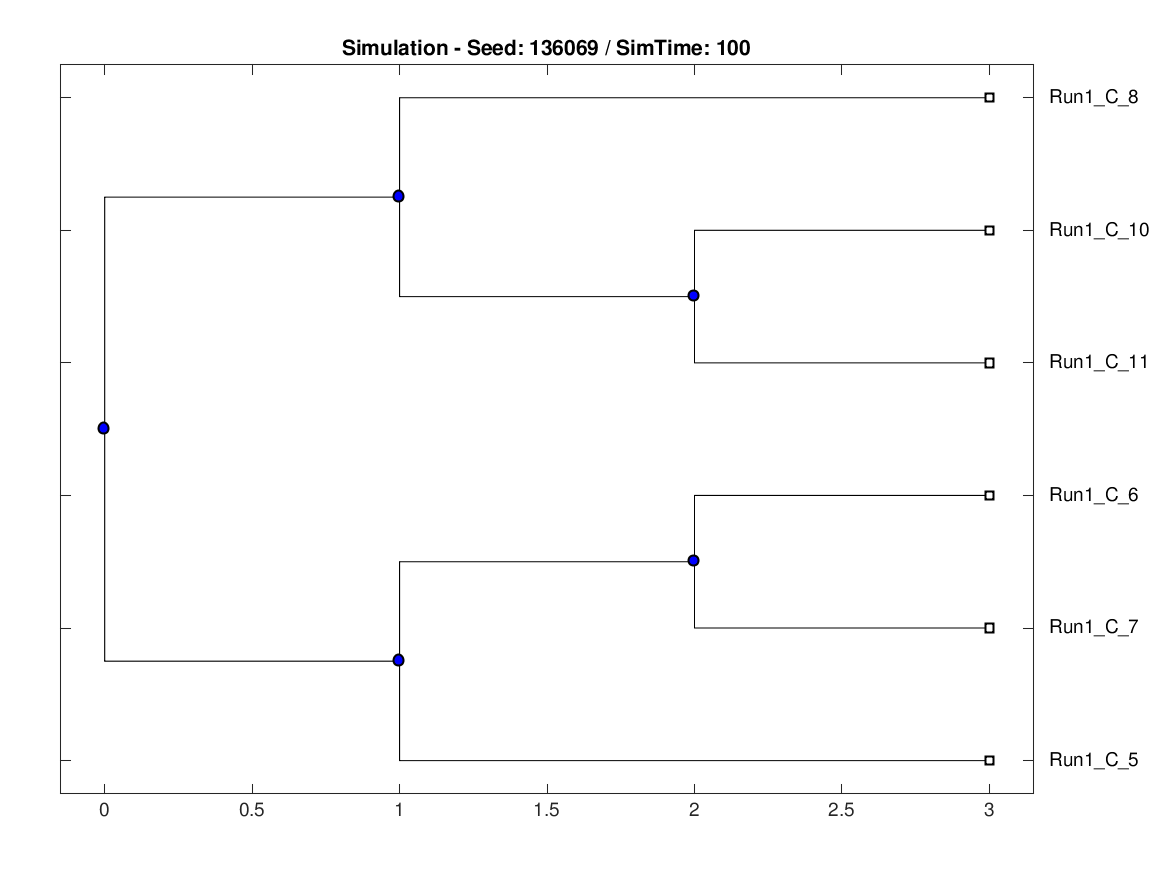 Simulation - Seed: 136069 / SimTime: 100
Run1_C_8
Run1_C_10
Run1_C_11
Run1_C_6
Run1_C_7
Run1_C_5
0 0.5 1 1.5 2 2.5 3